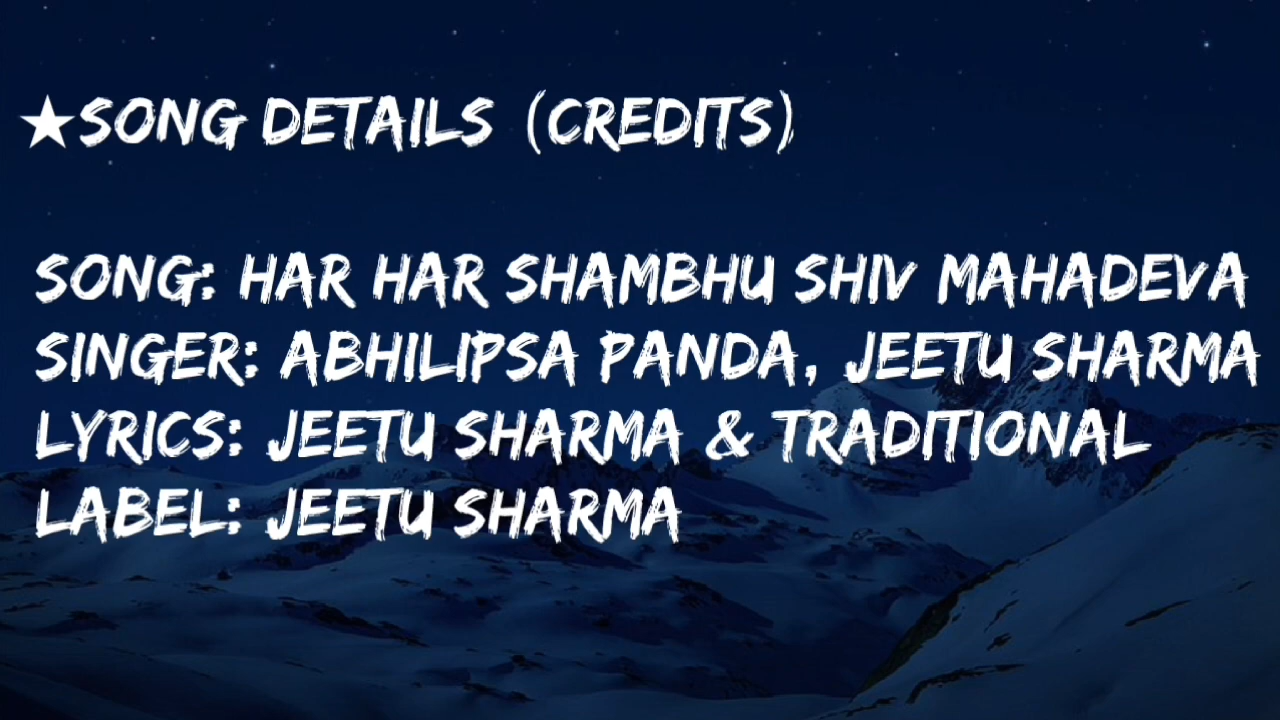 ★SONG DETAILS (CREDITS)
SONG: HAR HAR SHAMBHU SHIV MAHADEVA
SINGER: ABHILIPSA PANDA, JEETU SHARMA
LYRICS: JEETU SHARMA & TRADITIONAL
LABEL: JEETU SHARMA